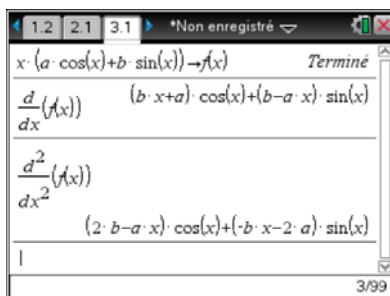 1.2 2.1 3.1 *Non enregistré
x·(a·cos(x)+b·sin(x))→f(x) Terminé
d/dx(f(x)) (b·x+a)·cos(x)+(b−a·x)·sin(x)
d²/dx²(f(x))
(2·b−a·x)·cos(x)+(-b·x−2·a)·sin(x)
3/99